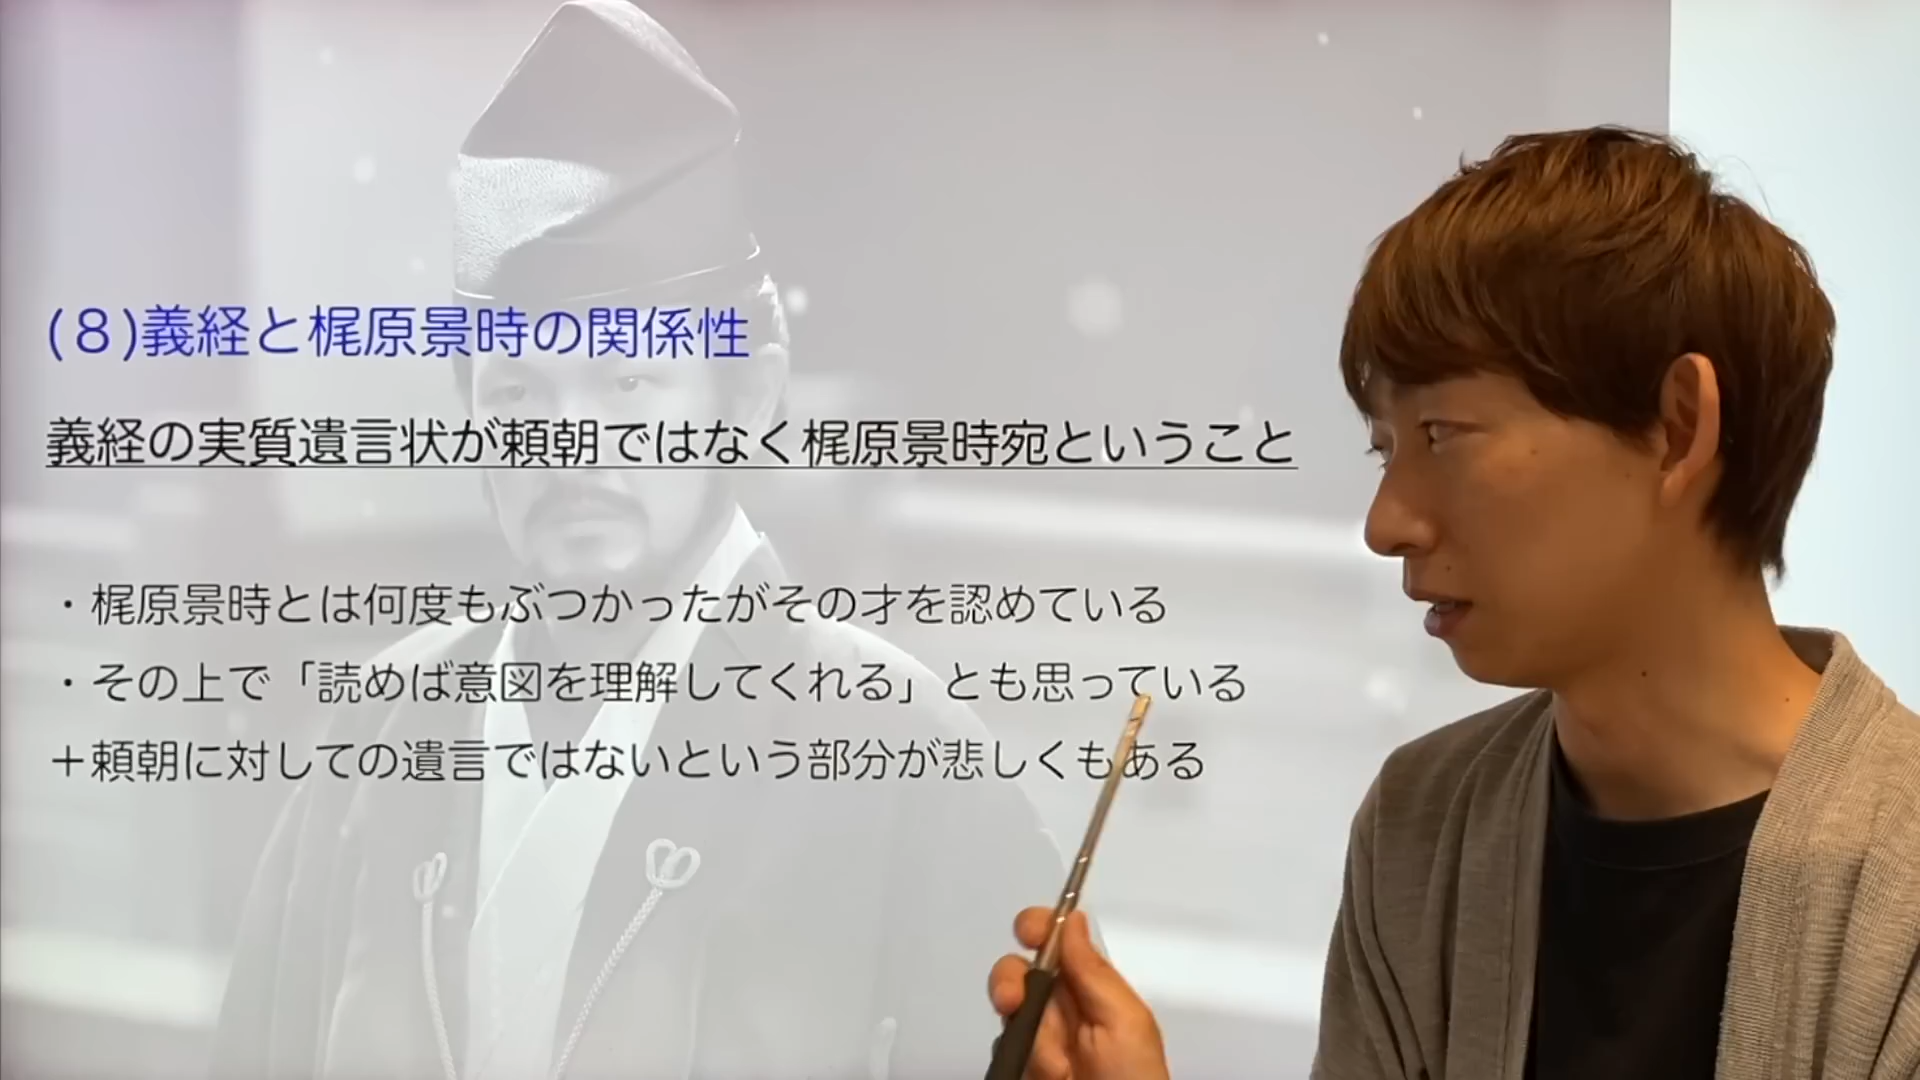 (８)義経と梶原景時の関係性
義経の実質遺言状が頼朝ではなく梶原景時宛ということ
・梶原景時とは何度もぶつかったがその才を認めている
・その上で「読めば意図を理解してくれる」とも思っている
＋頼朝に対しての遺言ではないという部分が悲しくもある